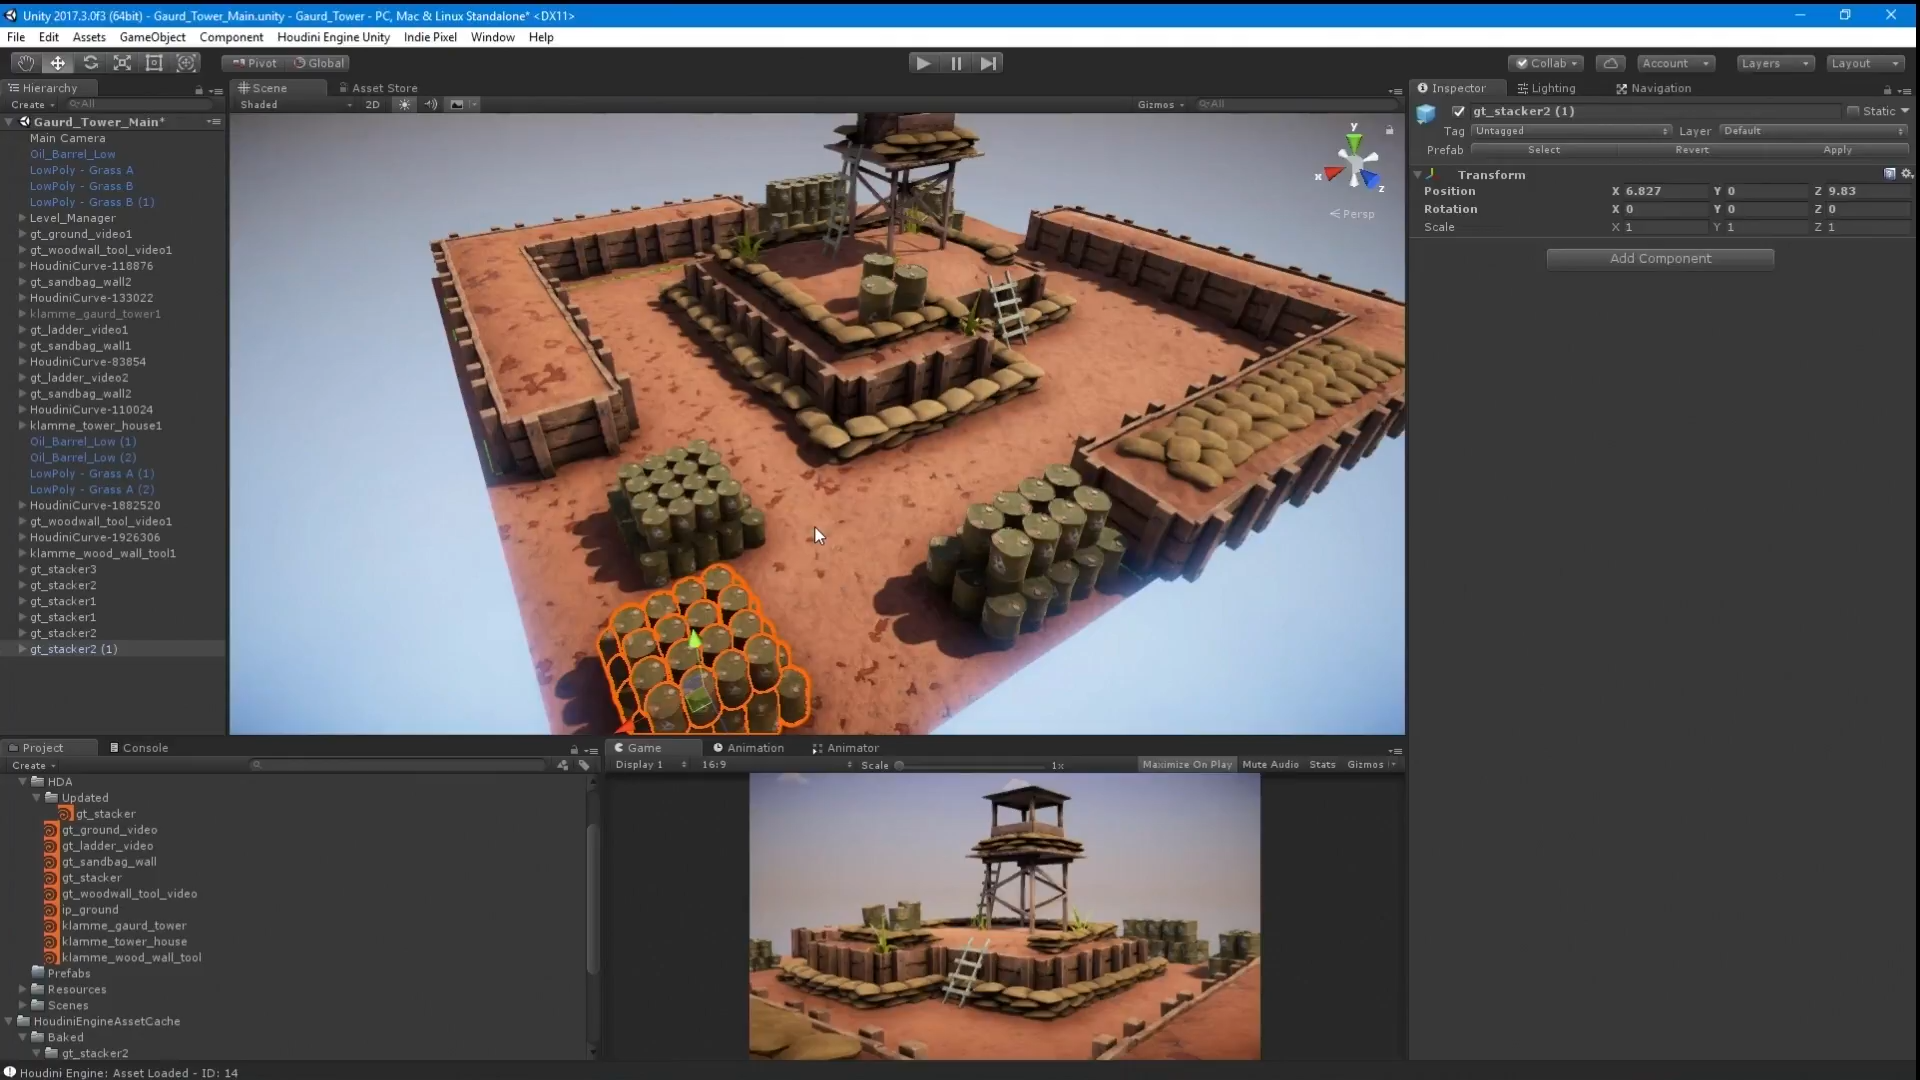 Unity 2017.3.0f3 (64bit) - Gaurd_Tower_Main.unity - Gaurd_Tower - PC, Mac & Linux Standalone* <DX11>
File Edit Assets GameObject Component Houdini Engine Unity Indie Pixel Window Help
Pivot Global Collab Account Layers Layout
Hierarchy
Create All
Gaurd_Tower_Main*
Main Camera
Oil_Barrel_Low
LowPoly - Grass A
LowPoly - Grass B
LowPoly - Grass B (1)
Level_Manager
gt_ground_video1
gt_woodwall_tool_video1
HoudiniCurve-118876
gt_sandbag_wall2
HoudiniCurve-133022
klamme_gaurd_tower1
gt_ladder_video1
gt_sandbag_wall1
HoudiniCurve-83854
gt_ladder_video2
gt_sandbag_wall2
HoudiniCurve-110024
klamme_tower_house1
Oil_Barrel_Low (1)
Oil_Barrel_Low (2)
LowPoly - Grass A (1)
LowPoly - Grass A (2)
HoudiniCurve-1882520
gt_woodwall_tool_video1
HoudiniCurve-1926306
klamme_wood_wall_tool1
gt_stacker3
gt_stacker2
gt_stacker1
gt_stacker1
gt_stacker2
gt_stacker2 (1)
Scene Asset Store
Shaded 2D Gizmos All
y
x
z
Persp
Inspector Lighting Navigation
gt_stacker2 (1) Static
Tag Untagged Layer Default
Prefab Select Revert Apply
Transform
Position X 6.827 Y 0 Z 9.83
Rotation X 0 Y 0 Z 0
Scale X 1 Y 1 Z 1
Add Component
Project Console
Create
HDA
Updated
gt_stacker
gt_ground_video
gt_ladder_video
gt_sandbag_wall
gt_stacker
gt_woodwall_tool_video
ip_ground
klamme_gaurd_tower
klamme_tower_house
klamme_wood_wall_tool
Prefabs
Resources
Scenes
HoudiniEngineAssetCache
Baked
gt_stacker2
Game Animation Animator
Display 1 16:9 Scale 1x Maximize On Play Mute Audio Stats Gizmos
Houdini Engine: Asset Loaded - ID: 14